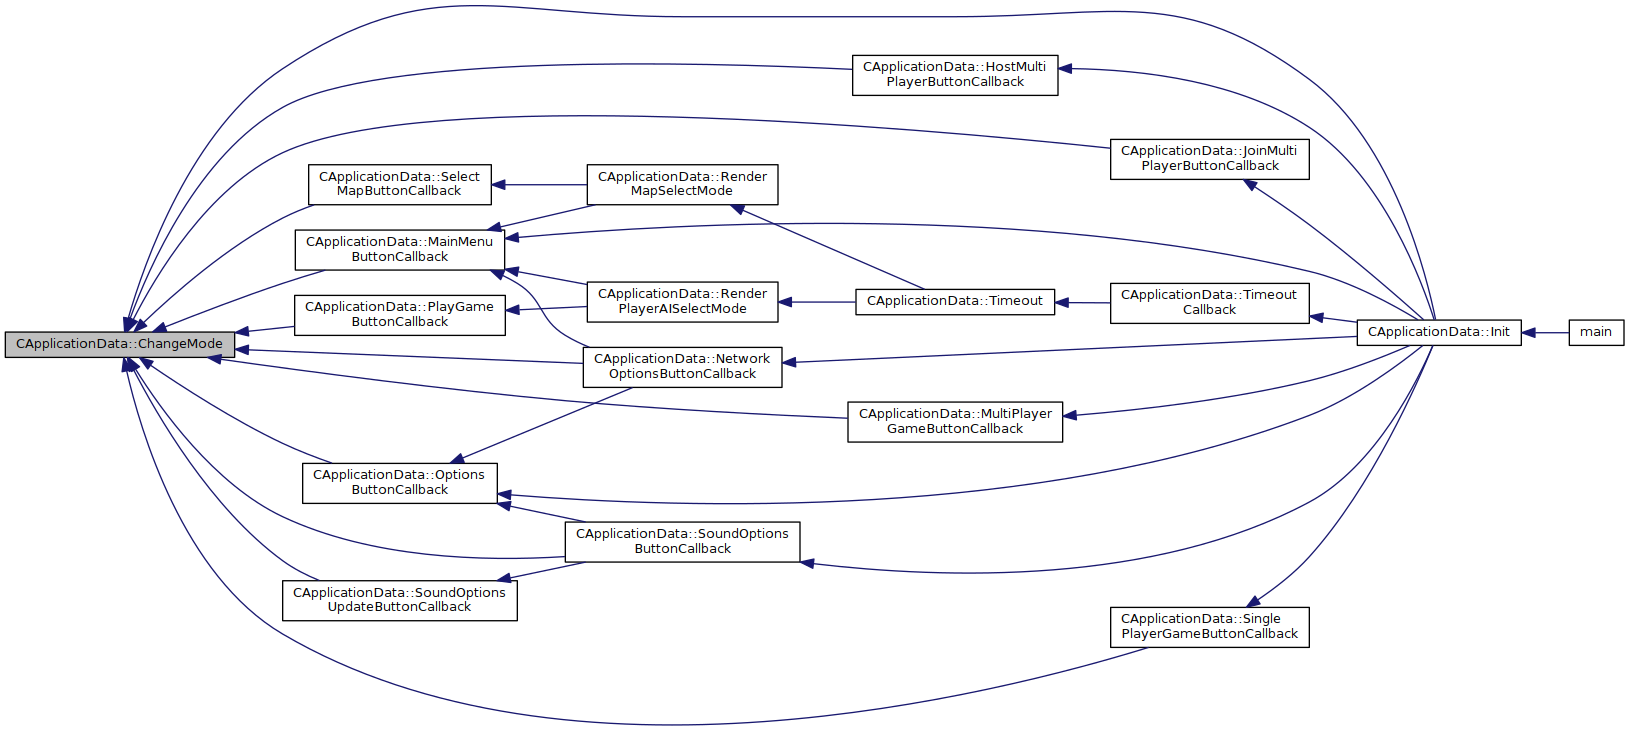 CApplicationData::HostMulti
PlayerButtonCallback
CApplicationData::JoinMulti
PlayerButtonCallback
CApplicationData::Select
MapButtonCallback
CApplicationData::Render
MapSelectMode
CApplicationData::MainMenu
ButtonCallback
CApplicationData::PlayGame
ButtonCallback
CApplicationData::Render
PlayerAISelectMode
CApplicationData::Timeout
CApplicationData::Timeout
Callback
CApplicationData::Init
main
CApplicationData::ChangeMode
CApplicationData::Network
OptionsButtonCallback
CApplicationData::MultiPlayer
GameButtonCallback
CApplicationData::Options
ButtonCallback
CApplicationData::SoundOptions
ButtonCallback
CApplicationData::SoundOptions
UpdateButtonCallback
CApplicationData::Single
PlayerGameButtonCallback